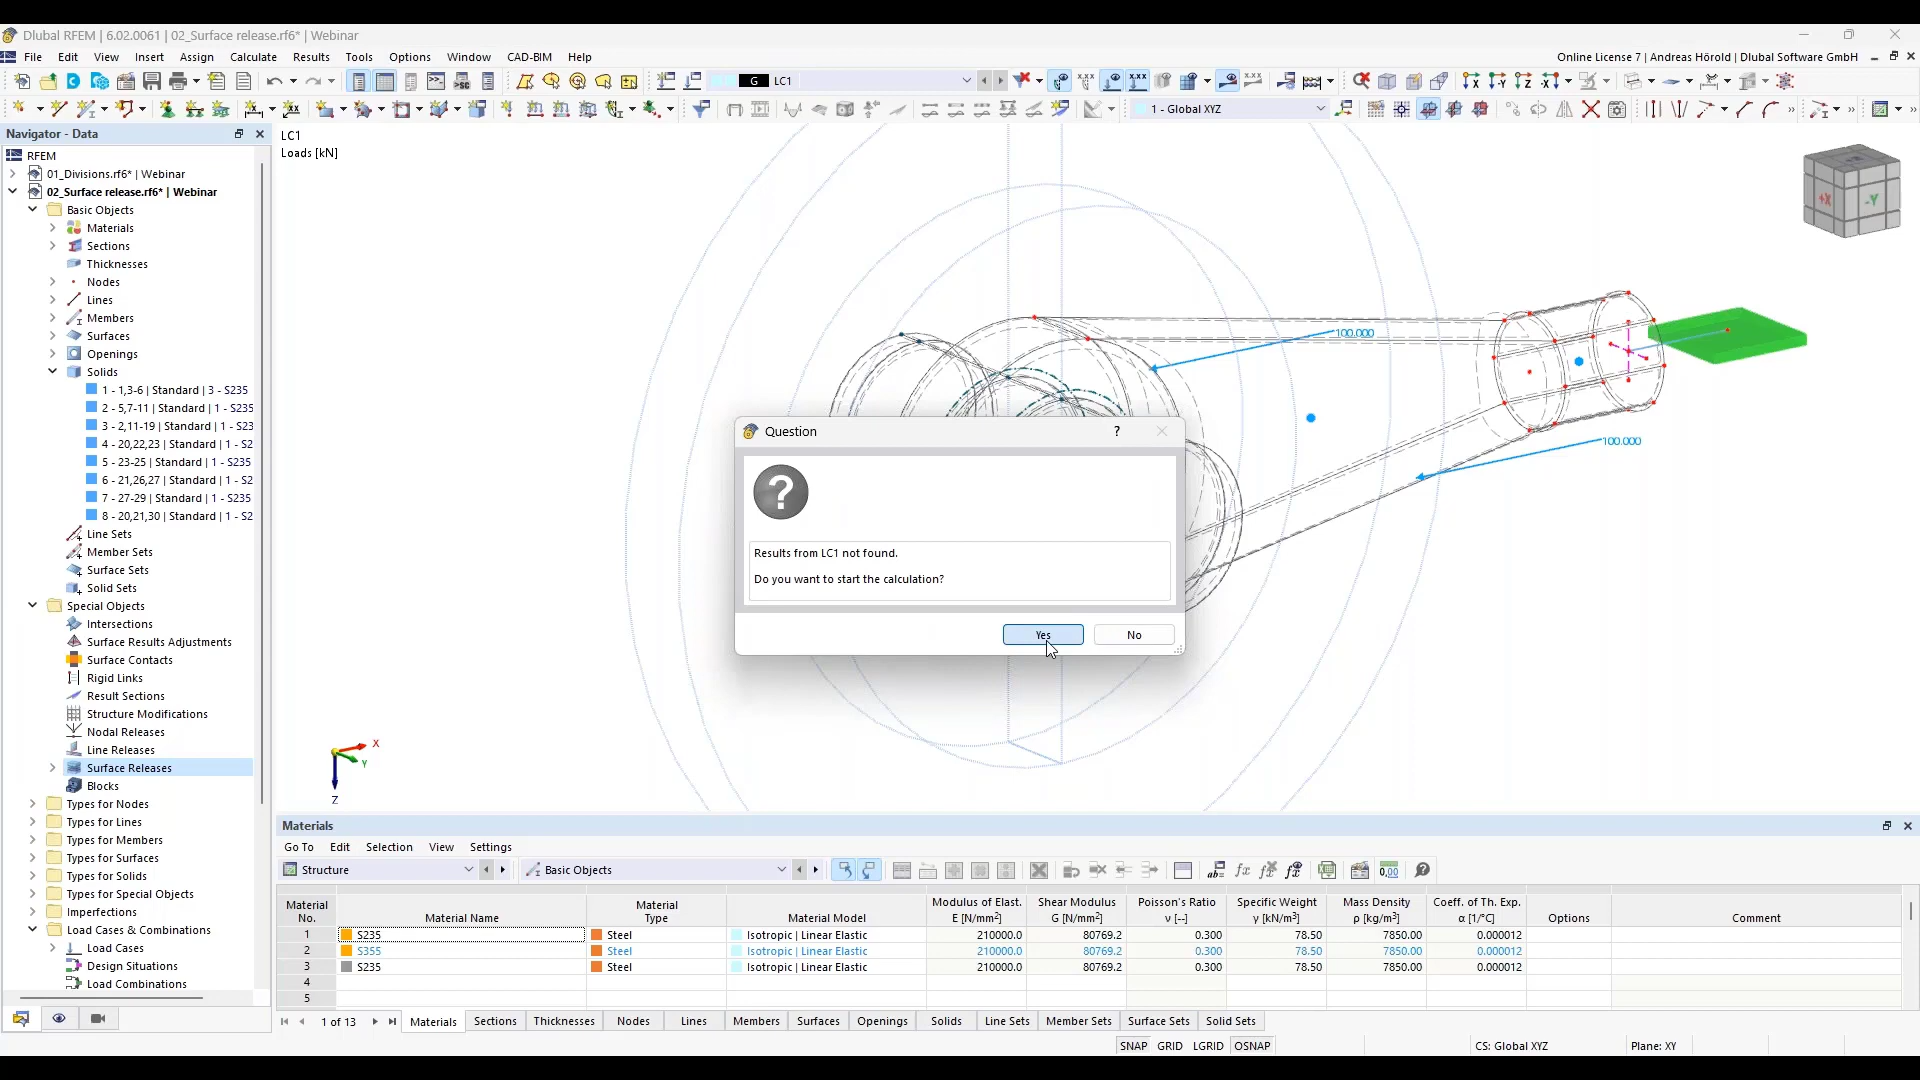 Dlubal RFEM | 6.02.0061 | 02_Surface release.rf6* | Webinar
File Edit View Insert Assign Calculate Results Tools Options Window CAD-BIM Help
Online License 7 | Andreas Hörold | Dlubal Software GmbH
G LC1
1 - Global XYZ
Navigator - Data
RFEM
01_Divisions.rf6* | Webinar
02_Surface release.rf6* | Webinar
Basic Objects
Materials
Sections
Thicknesses
Nodes
Lines
Members
Surfaces
Openings
Solids
1 - 1,3-6 | Standard | 3 - S235
2 - 5,7-11 | Standard | 1 - S235
3 - 2,11-19 | Standard | 1 - S23
4 - 20,22,23 | Standard | 1 - S2
5 - 23-25 | Standard | 1 - S235
6 - 21,26,27 | Standard | 1 - S2
7 - 27-29 | Standard | 1 - S235
8 - 20,21,30 | Standard | 1 - S2
Line Sets
Member Sets
Surface Sets
Solid Sets
Special Objects
Intersections
Surface Results Adjustments
Surface Contacts
Rigid Links
Result Sections
Structure Modifications
Nodal Releases
Line Releases
Surface Releases
Blocks
Types for Nodes
Types for Lines
Types for Members
Types for Surfaces
Types for Solids
Types for Special Objects
Imperfections
Load Cases & Combinations
Load Cases
Design Situations
Load Combinations
LC1
Loads [kN]
100.000
100.000
+X
-Y
X
Y
Z
Question
?
Results from LC1 not found.
Do you want to start the calculation?
Yes
No
Materials
Go To Edit Selection View Settings
Structure
Basic Objects
Material No. Material Name Material Type Material Model Modulus of Elast. E [N/mm²] Shear Modulus G [N/mm²] Poisson's Ratio ν [--] Specific Weight γ [kN/m³] Mass Density ρ [kg/m³] Coeff. of Th. Exp. α [1/°C] Options Comment
1 S235 Steel Isotropic | Linear Elastic 210000.0 80769.2 0.300 78.50 7850.00 0.000012
2 S355 Steel Isotropic | Linear Elastic 210000.0 80769.2 0.300 78.50 7850.00 0.000012
3 S235 Steel Isotropic | Linear Elastic 210000.0 80769.2 0.300 78.50 7850.00 0.000012
4
5
1 of 13 Materials Sections Thicknesses Nodes Lines Members Surfaces Openings Solids Line Sets Member Sets Surface Sets Solid Sets
SNAP GRID LGRID OSNAP
CS: Global XYZ
Plane: XY